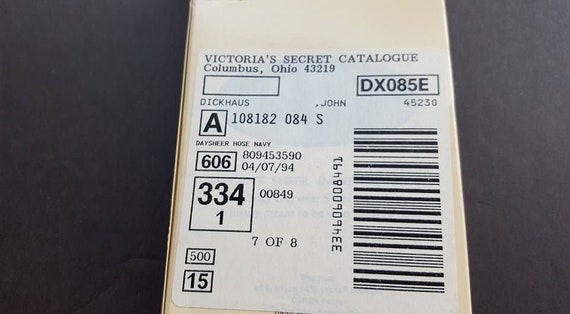 VICTORIA'S SECRET CATALOGUE
Columbus, Ohio 43219
DX085E
DICKHAUS ,JOHN 45230
A 108182 084 S
DAYSHEER HOSE NAVY
606 809453590
04/07/94
334 00849
1
7 OF 8
500
15